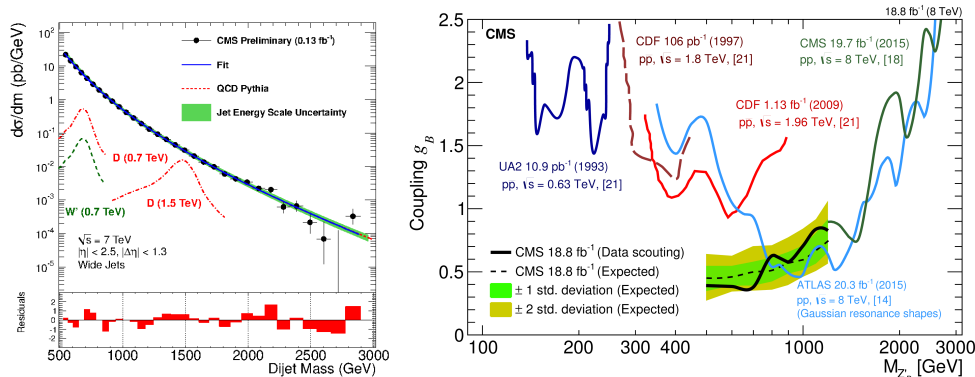 dσ/dm (pb/GeV)
10²
10
1
10⁻¹
10⁻²
10⁻³
10⁻⁴
10⁻⁵
CMS Preliminary (0.13 fb⁻¹)
Fit
QCD Pythia
Jet Energy Scale Uncertainty
D (0.7 TeV)
W' (0.7 TeV)
D (1.5 TeV)
√s = 7 TeV
|η| < 2.5, |Δη| < 1.3
Wide Jets
Residuals
2
1
0
-1
-2
500 1000 1500 2000 2500 3000
Dijet Mass (GeV)
18.8 fb⁻¹ (8 TeV)
Coupling g_B
2.5
2
1.5
1
0.5
0
CMS
CDF 106 pb⁻¹ (1997)
pp, √s = 1.8 TeV, [21]
CMS 19.7 fb⁻¹ (2015)
pp, √s = 8 TeV, [18]
CDF 1.13 fb⁻¹ (2009)
pp, √s = 1.96 TeV, [21]
UA2 10.9 pb⁻¹ (1993)
pp, √s = 0.63 TeV, [21]
CMS 18.8 fb⁻¹ (Data scouting)
CMS 18.8 fb⁻¹ (Expected)
± 1 std. deviation (Expected)
± 2 std. deviation (Expected)
ATLAS 20.3 fb⁻¹ (2015)
pp, √s = 8 TeV, [14]
(Gaussian resonance shapes)
100 200 300 1000 2000 3000
M_Z'_B [GeV]